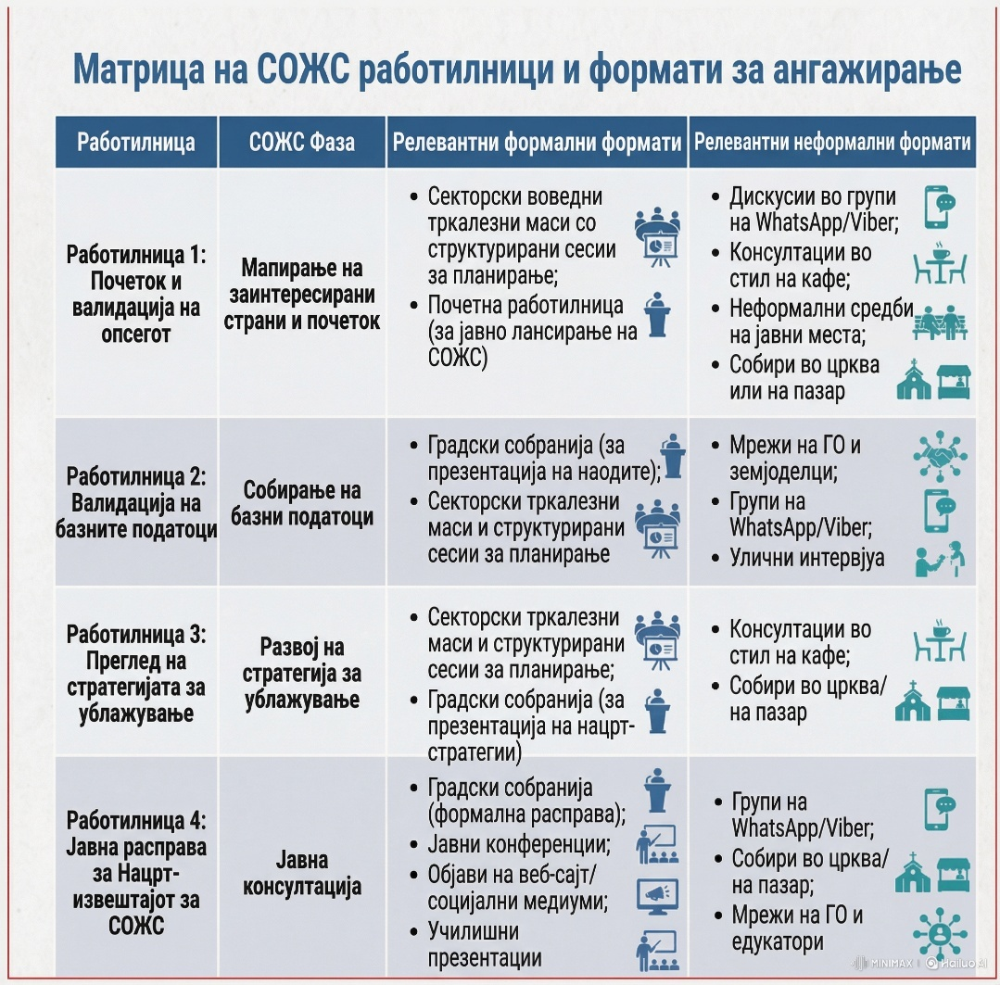 Матрица на СОЖС работилници и формати за ангажирање
Работилница
СОЖС Фаза
Релевантни формални формати
Релевантни неформални формати
Работилница 1:
Почеток и
валидација на
опсегот
Мапирање на
заинтересирани
страни и почеток
• Секторски воведни
тркалезни маси со
структурирани сесии
за планирање;
• Почетна работилница
(за јавно лансирање на
СОЖС)
• Дискусии во групи
на WhatsApp/Viber;
• Консултации во
стил на кафе;
• Неформални средби
на јавни места;
• Собири во црква
или на пазар
Работилница 2:
Валидација на
базните податоци
Собирање на
базни податоци
• Градски собранија (за
презентација на наодите);
• Секторски тркалезни
маси и структурирани
сесии за планирање
• Мрежи на ГО и
земјоделци;
• Групи на
WhatsApp/Viber;
• Улични интервјуа
Работилница 3:
Преглед на
стратегијата за
ублажување
Развој на
стратегија за
ублажување
• Секторски тркалезни
маси и структурирани
сесии за планирање;
• Градски собранија (за
презентација на нацрт-
стратегии)
• Консултации во
стил на кафе;
• Собири во црква/
на пазар
Работилница 4:
Јавна расправа
за Нацрт-
извештајот за
СОЖС
Јавна
консултација
• Градски собранија
(формална расправа);
• Јавни конференции;
• Објави на веб-сајт/
социјални медиуми;
• Училишни
презентации
• Групи на
WhatsApp/Viber;
• Собири во црква/
на пазар;
• Мрежи на ГО и
едукатори
MINIMAX | Hailuo AI